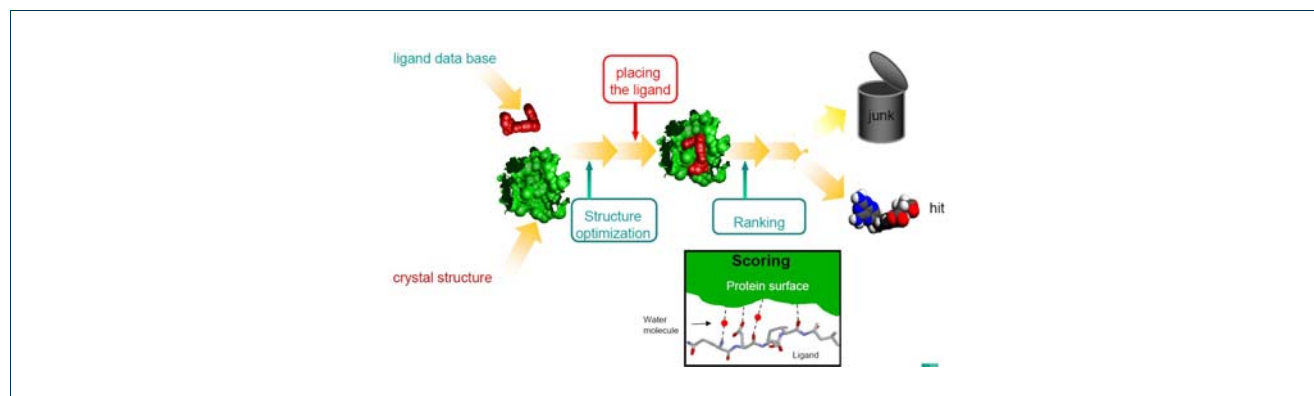 ligand data base
placing
the ligand
junk
Structure
optimization
Ranking
hit
crystal structure
Scoring
Protein surface
Water
molecule
Ligand